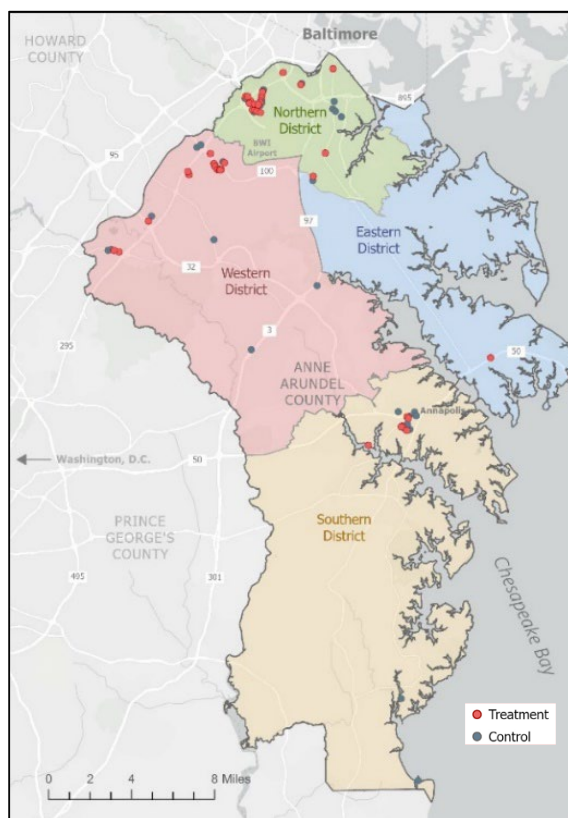 HOWARD
COUNTY
Baltimore
895
Northern
District
BWI
Airport
95
100
97
Eastern
District
32
Western
District
295
3
50
ANNE
ARUNDEL
COUNTY
Annapolis
50
Washington, D.C.
PRINCE
GEORGE'S
COUNTY
Southern
District
495
301
Chesapeake Bay
Treatment
Control
0 2 4 8 Miles